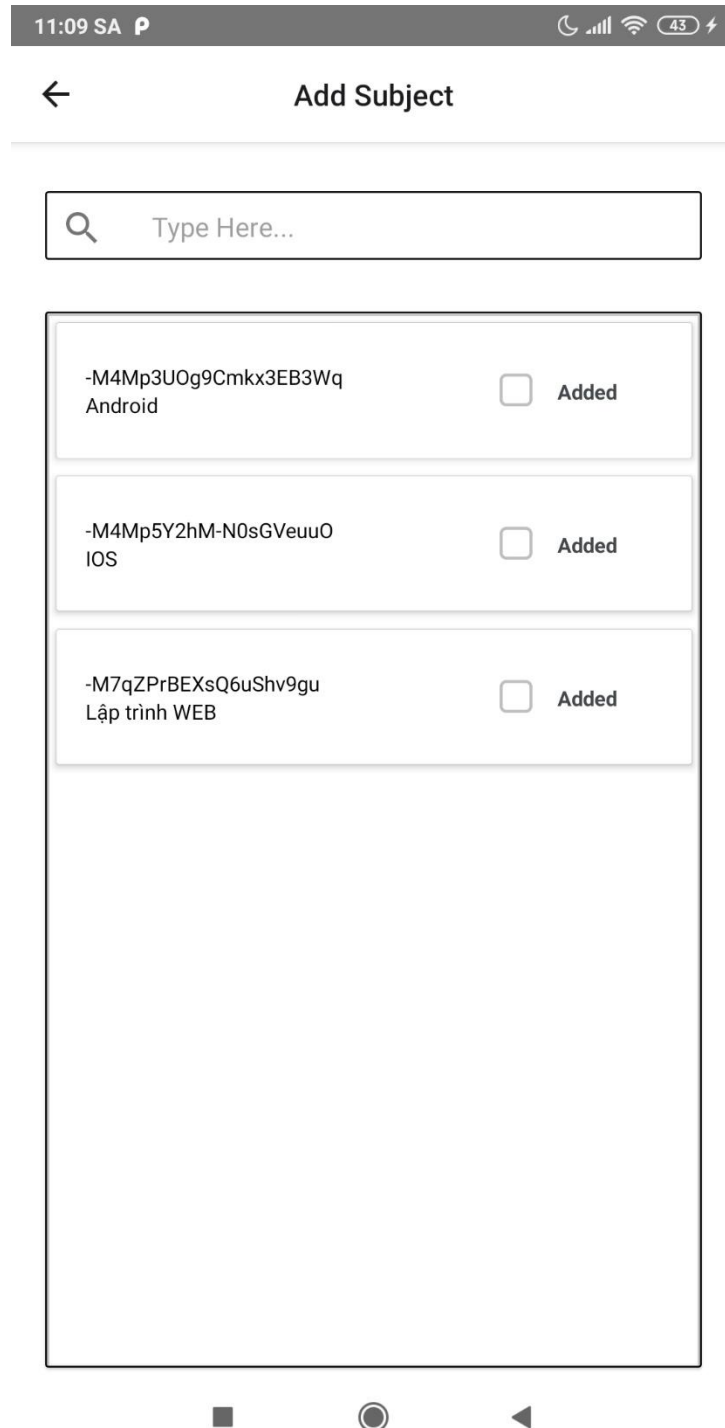 11:09 SA P 43
Add Subject
Type Here...
-M4Mp3UOg9Cmkx3EB3Wq
Android
Added
-M4Mp5Y2hM-N0sGVeuuO
IOS
Added
-M7qZPrBEXsQ6uShv9gu
Lập trình WEB
Added